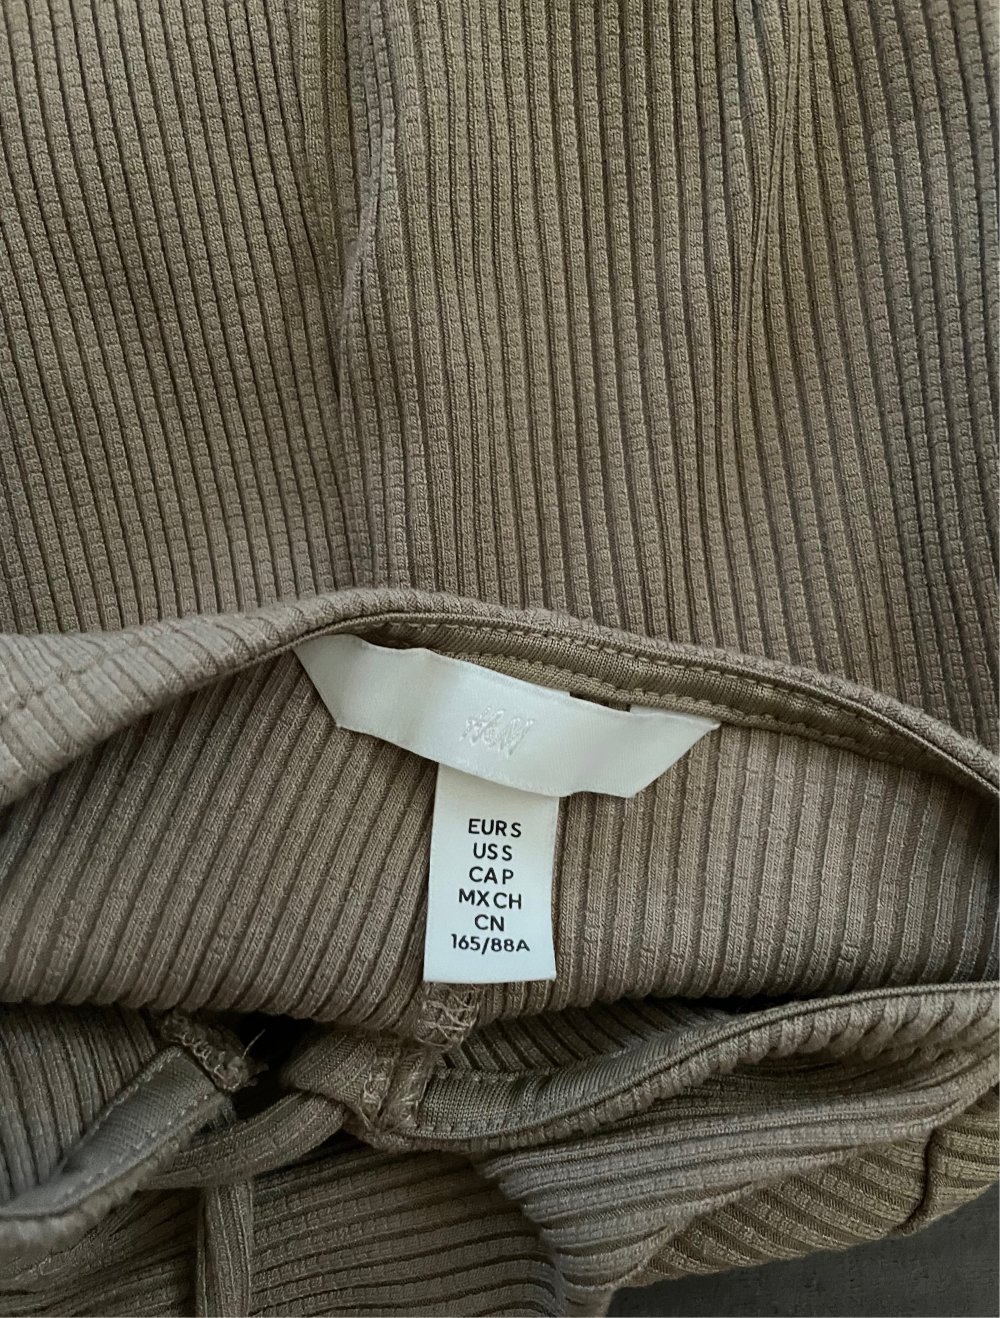 H&M
EUR S
US S
CA P
MX CH
CN
165/88A